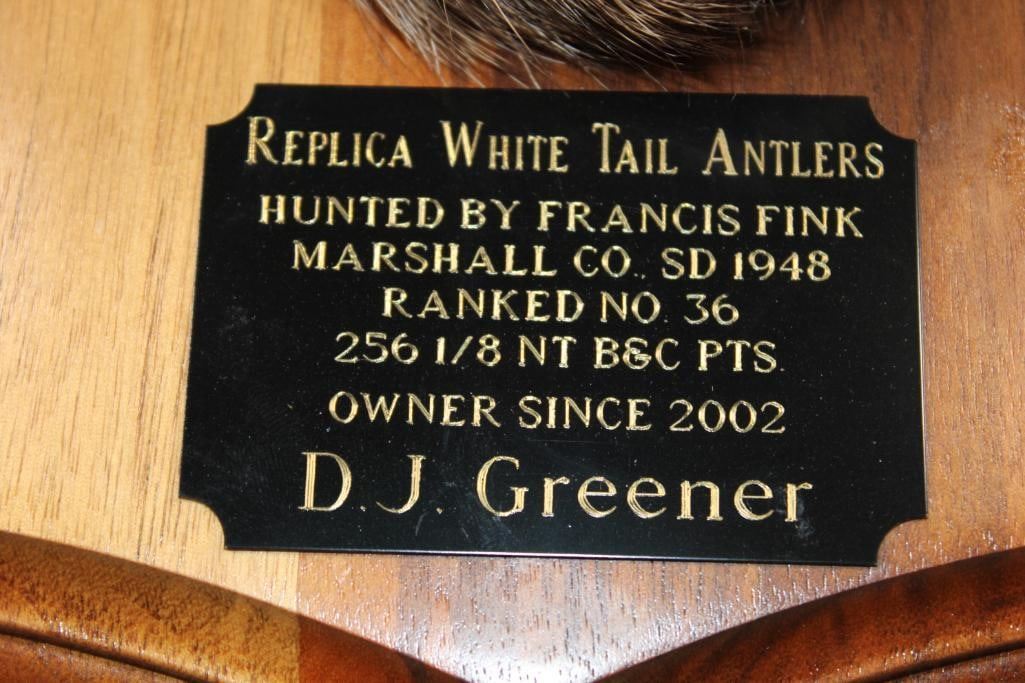 REPLICA WHITE TAIL ANTLERS
HUNTED BY FRANCIS FINK
MARSHALL CO., SD 1948
RANKED NO. 36
256 1/8 NT B&C PTS.
OWNER SINCE 2002
D.J. Greener